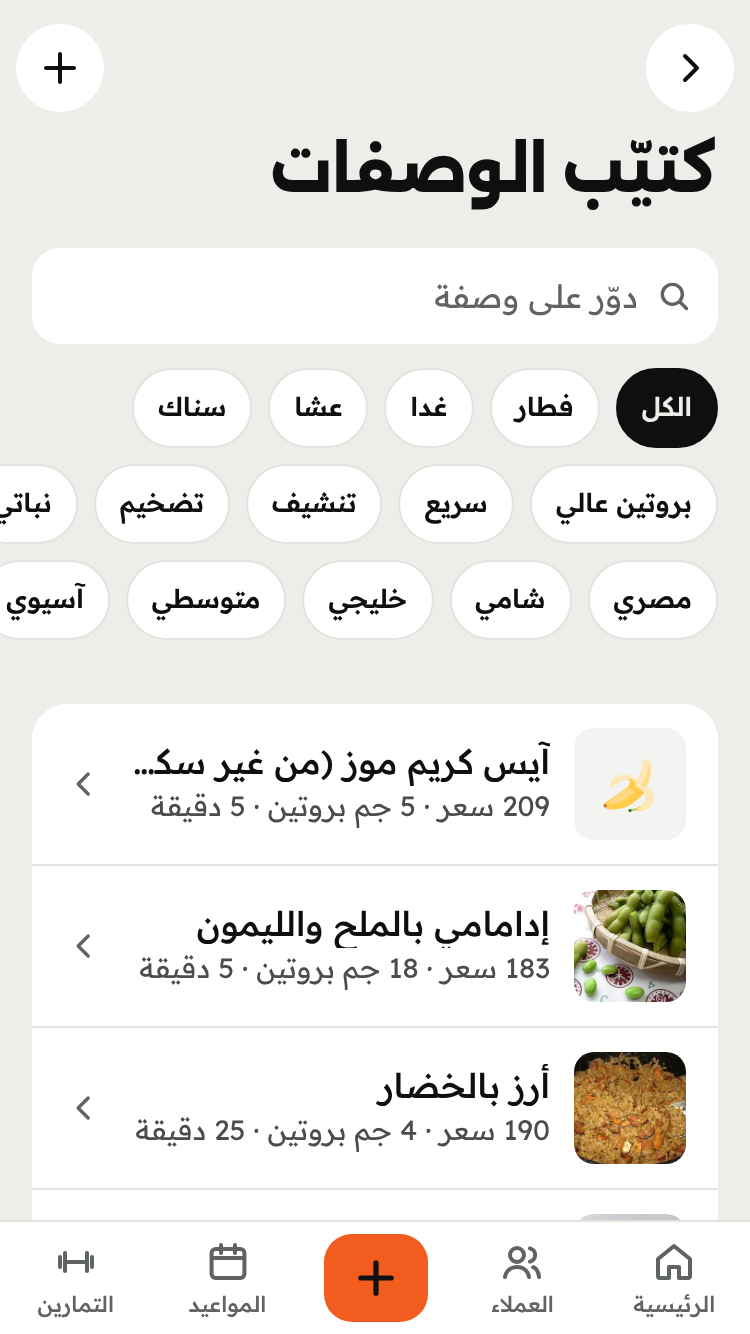 كتيّب الوصفات
دوّر على وصفة
الكل فطار غدا عشا سناك
بروتين عالي سريع تنشيف تضخيم نباتي
مصري شامي خليجي متوسطي آسيوي
آيس كريم موز (من غير سك...
209 سعر · 5 جم بروتين · 5 دقيقة
إدامامي بالملح والليمون
183 سعر · 18 جم بروتين · 5 دقيقة
أرز بالخضار
190 سعر · 4 جم بروتين · 25 دقيقة
الرئيسية العملاء المواعيد التمارين